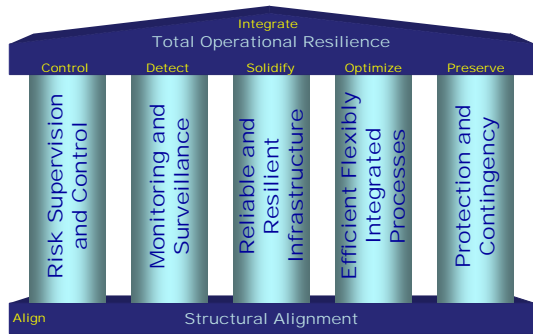 Integrate
Total Operational Resilience
Control
Detect
Solidify
Optimize
Preserve
Risk Supervision
and Control
Monitoring and
Surveillance
Reliable and
Resilient
Infrastructure
Efficient Flexibly
Integrated
Processes
Protection and
Contingency
Align
Structural Alignment